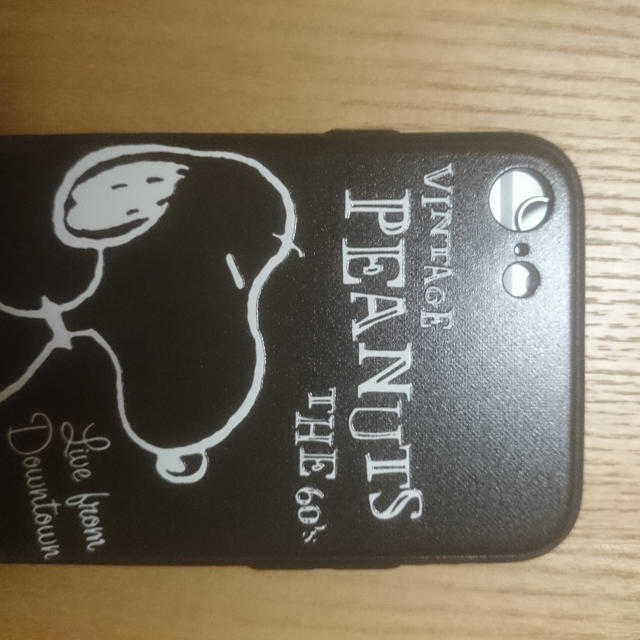 VINTAGE
PEANUTS
THE 60's
Live from
Downtown